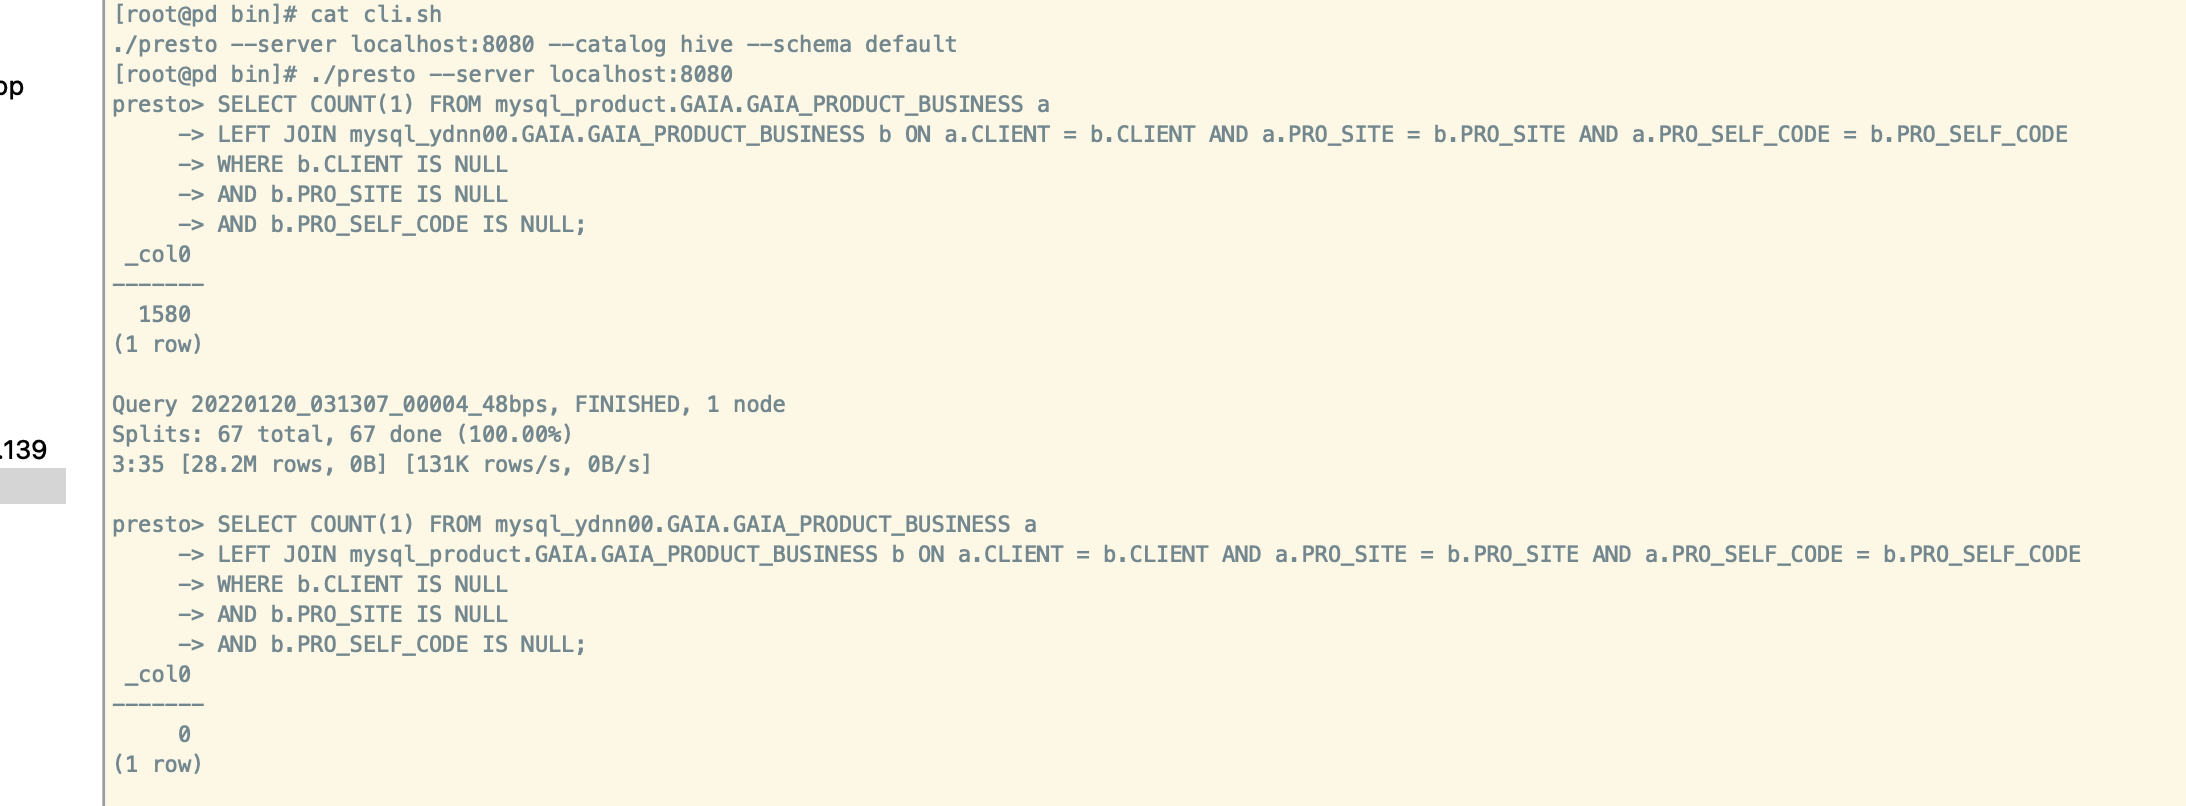 [root@pd bin]# cat cli.sh
./presto --server localhost:8080 --catalog hive --schema default
[root@pd bin]# ./presto --server localhost:8080
presto> SELECT COUNT(1) FROM mysql_product.GAIA.GAIA_PRODUCT_BUSINESS a
-> LEFT JOIN mysql_ydnn00.GAIA.GAIA_PRODUCT_BUSINESS b ON a.CLIENT = b.CLIENT AND a.PRO_SITE = b.PRO_SITE AND a.PRO_SELF_CODE = b.PRO_SELF_CODE
-> WHERE b.CLIENT IS NULL
-> AND b.PRO_SITE IS NULL
-> AND b.PRO_SELF_CODE IS NULL;
_col0
-------
1580
(1 row)
Query 20220120_031307_00004_48bps, FINISHED, 1 node
Splits: 67 total, 67 done (100.00%)
3:35 [28.2M rows, 0B] [131K rows/s, 0B/s]
presto> SELECT COUNT(1) FROM mysql_ydnn00.GAIA.GAIA_PRODUCT_BUSINESS a
-> LEFT JOIN mysql_product.GAIA.GAIA_PRODUCT_BUSINESS b ON a.CLIENT = b.CLIENT AND a.PRO_SITE = b.PRO_SITE AND a.PRO_SELF_CODE = b.PRO_SELF_CODE
-> WHERE b.CLIENT IS NULL
-> AND b.PRO_SITE IS NULL
-> AND b.PRO_SELF_CODE IS NULL;
_col0
-------
0
(1 row)
.139